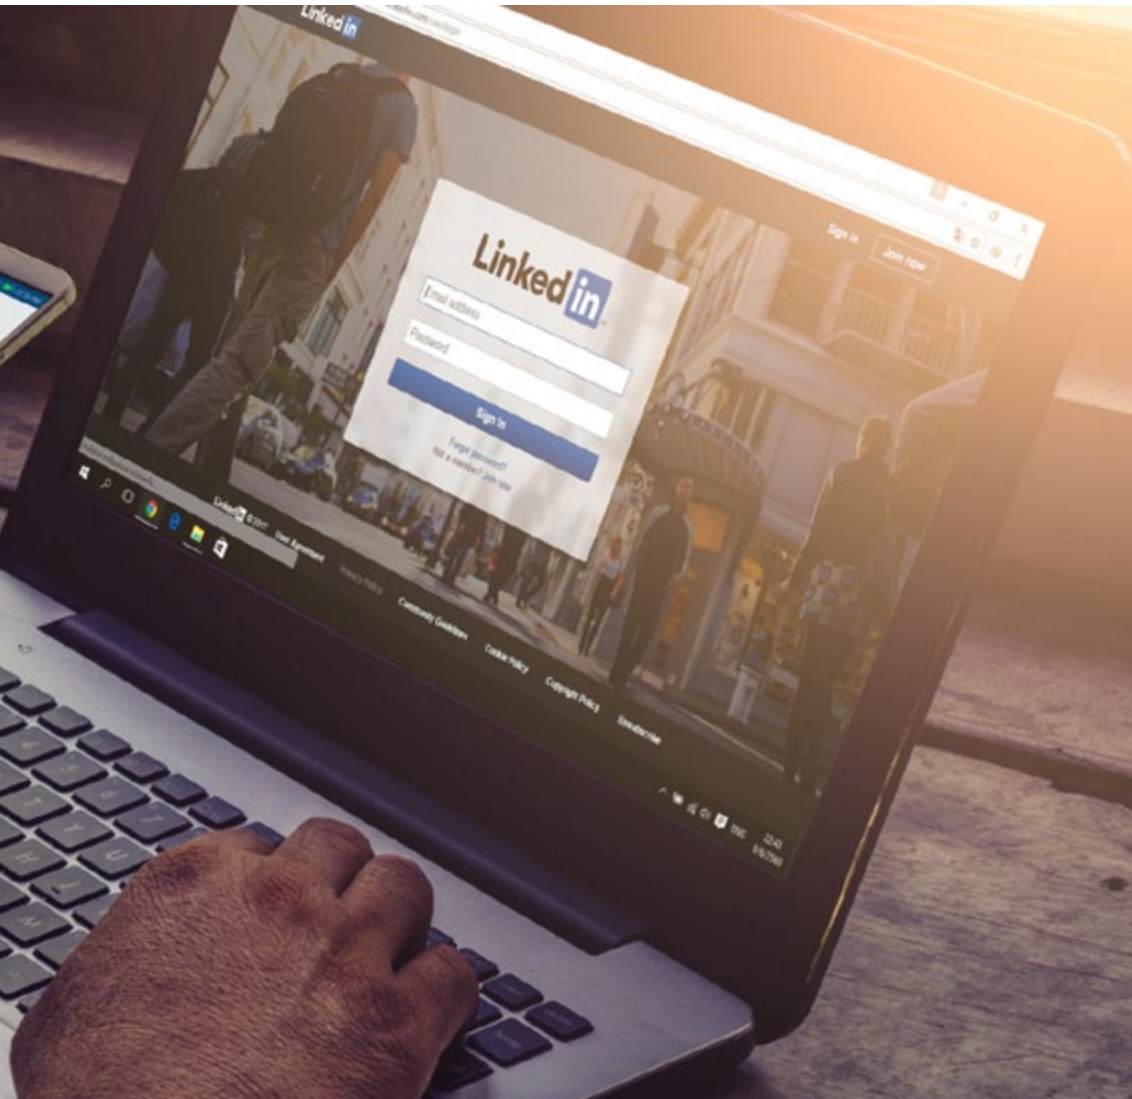 Linked in
Sign in
Join now
Linked in
Email address
Password
Sign In
Forgot password?
Not a member? Join now
Linked in © 2017
User Agreement
Privacy Policy
Community Guidelines
Cookie Policy
Copyright Policy
Unsubscribe
ENG
22:43